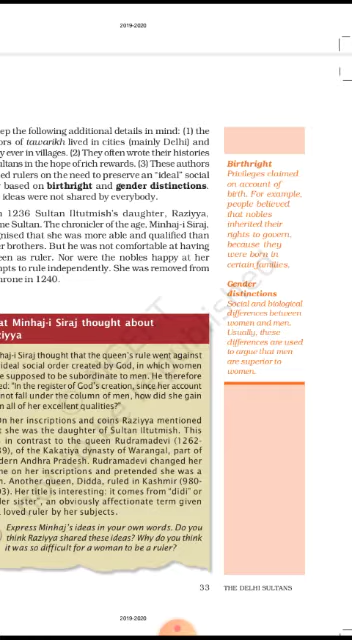 2019-2020
ep the following additional details in mind: (1) the
ors of tawarikh lived in cities (mainly Delhi) and
y ever in villages. (2) They often wrote their histories
ultans in the hope of rich rewards. (3) These authors
ed rulers on the need to preserve an "ideal" social
r based on birthright and gender distinctions.
ideas were not shared by everybody.
n 1236 Sultan Iltutmish's daughter, Raziyya,
me Sultan. The chronicler of the age, Minhaj-i Siraj,
gnised that she was more able and qualified than
er brothers. But he was not comfortable at having
een as ruler. Nor were the nobles happy at her
mpts to rule independently. She was removed from
hrone in 1240.
Birthright
Privileges claimed
on account of
birth. For example,
people believed
that nobles
inherited their
rights to govern,
because they
were born in
certain families.
Gender
distinctions
Social and biological
differences between
women and men.
Usually, these
differences are used
to argue that men
are superior to
women.
at Minhaj-i Siraj thought about
ziyya
haj-i Siraj thought that the queen's rule went against
ideal social order created by God, in which women
e supposed to be subordinate to men. He therefore
ed: "In the register of God's creation, since her account
not fall under the column of men, how did she gain
n all of her excellent qualities?"
On her inscriptions and coins Raziyya mentioned
t she was the daughter of Sultan Iltutmish. This
in contrast to the queen Rudramadevi (1262-
89), of the Kakatiya dynasty of Warangal, part of
dern Andhra Pradesh. Rudramadevi changed her
me on her inscriptions and pretended she was a
n. Another queen, Didda, ruled in Kashmir (980-
03). Her title is interesting: it comes from "didi" or
der sister", an obviously affectionate term given
loved ruler by her subjects.
Express Minhaj's ideas in your own words. Do you
think Raziyya shared these ideas? Why do you think
it was so difficult for a woman to be a ruler?
33 THE DELHI SULTANS
2019-2020